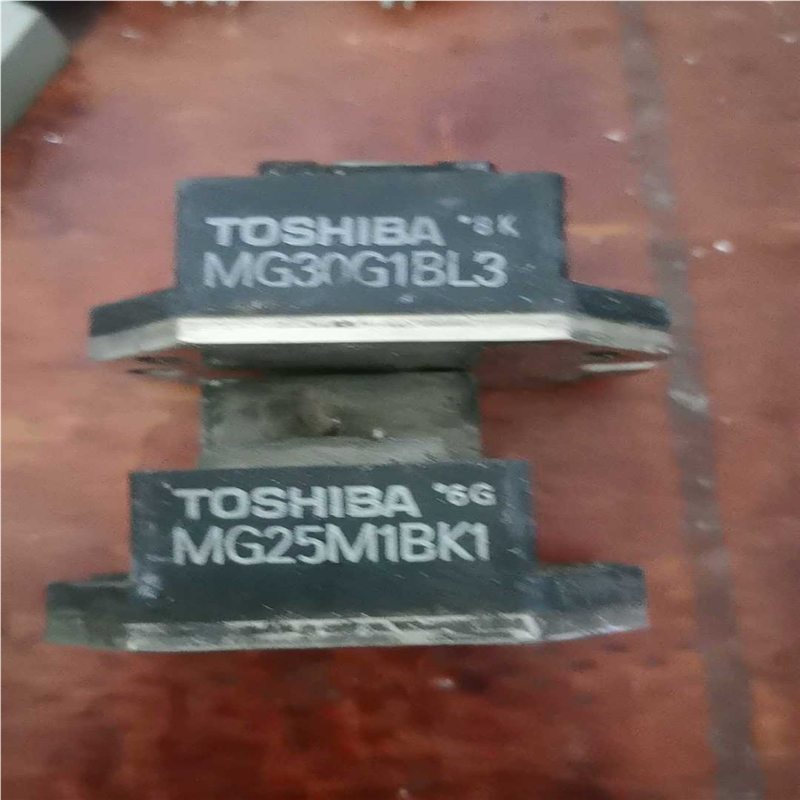 TOSHIBA *8K
MG30G1BL3
TOSHIBA *6G
MG25M1BK1